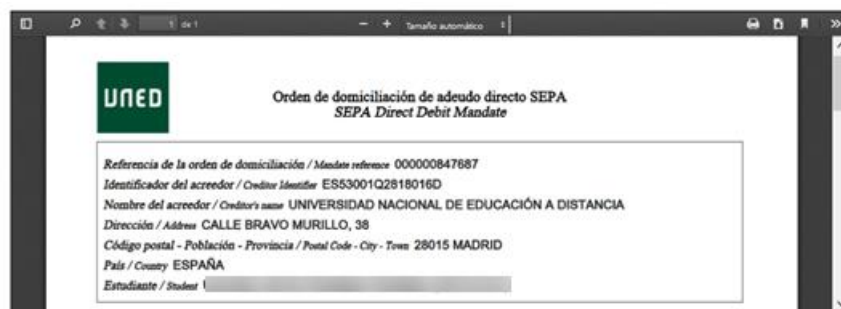 1 de 1
Tamaño automático
UNED
Orden de domiciliación de adeudo directo SEPA
SEPA Direct Debit Mandate
Referencia de la orden de domiciliación / Mandate reference 000000847687
Identificador del acreedor / Creditor Identifier ES53001Q2818016D
Nombre del acreedor / Creditor's name UNIVERSIDAD NACIONAL DE EDUCACIÓN A DISTANCIA
Dirección / Address CALLE BRAVO MURILLO, 38
Código postal - Población - Provincia / Postal Code - City - Town 28015 MADRID
País / Country ESPAÑA
Estudiante / Student